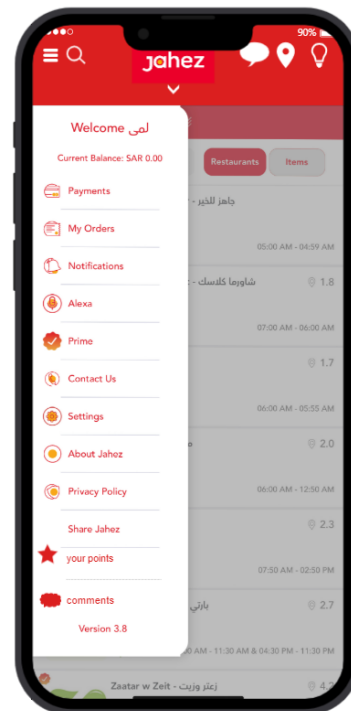 90%
jahez
Welcome لمى
Current Balance: SAR 0.00
Payments
My Orders
Notifications
Alexa
Prime
Contact Us
Settings
About Jahez
Privacy Policy
Share Jahez
your points
comments
Version 3.8
Restaurants
Items
جاهز للخير -
05:00 AM - 04:59 AM
شاورما كلاسك -
1.8
07:00 AM - 06:00 AM
1.7
06:00 AM - 05:55 AM
2.0
06:00 AM - 12:50 AM
2.3
07:50 AM - 02:50 PM
بارتي
2.7
AM - 11:30 AM & 04:30 PM - 11:30 PM
Zaatar w Zeit - زعتر وزيت